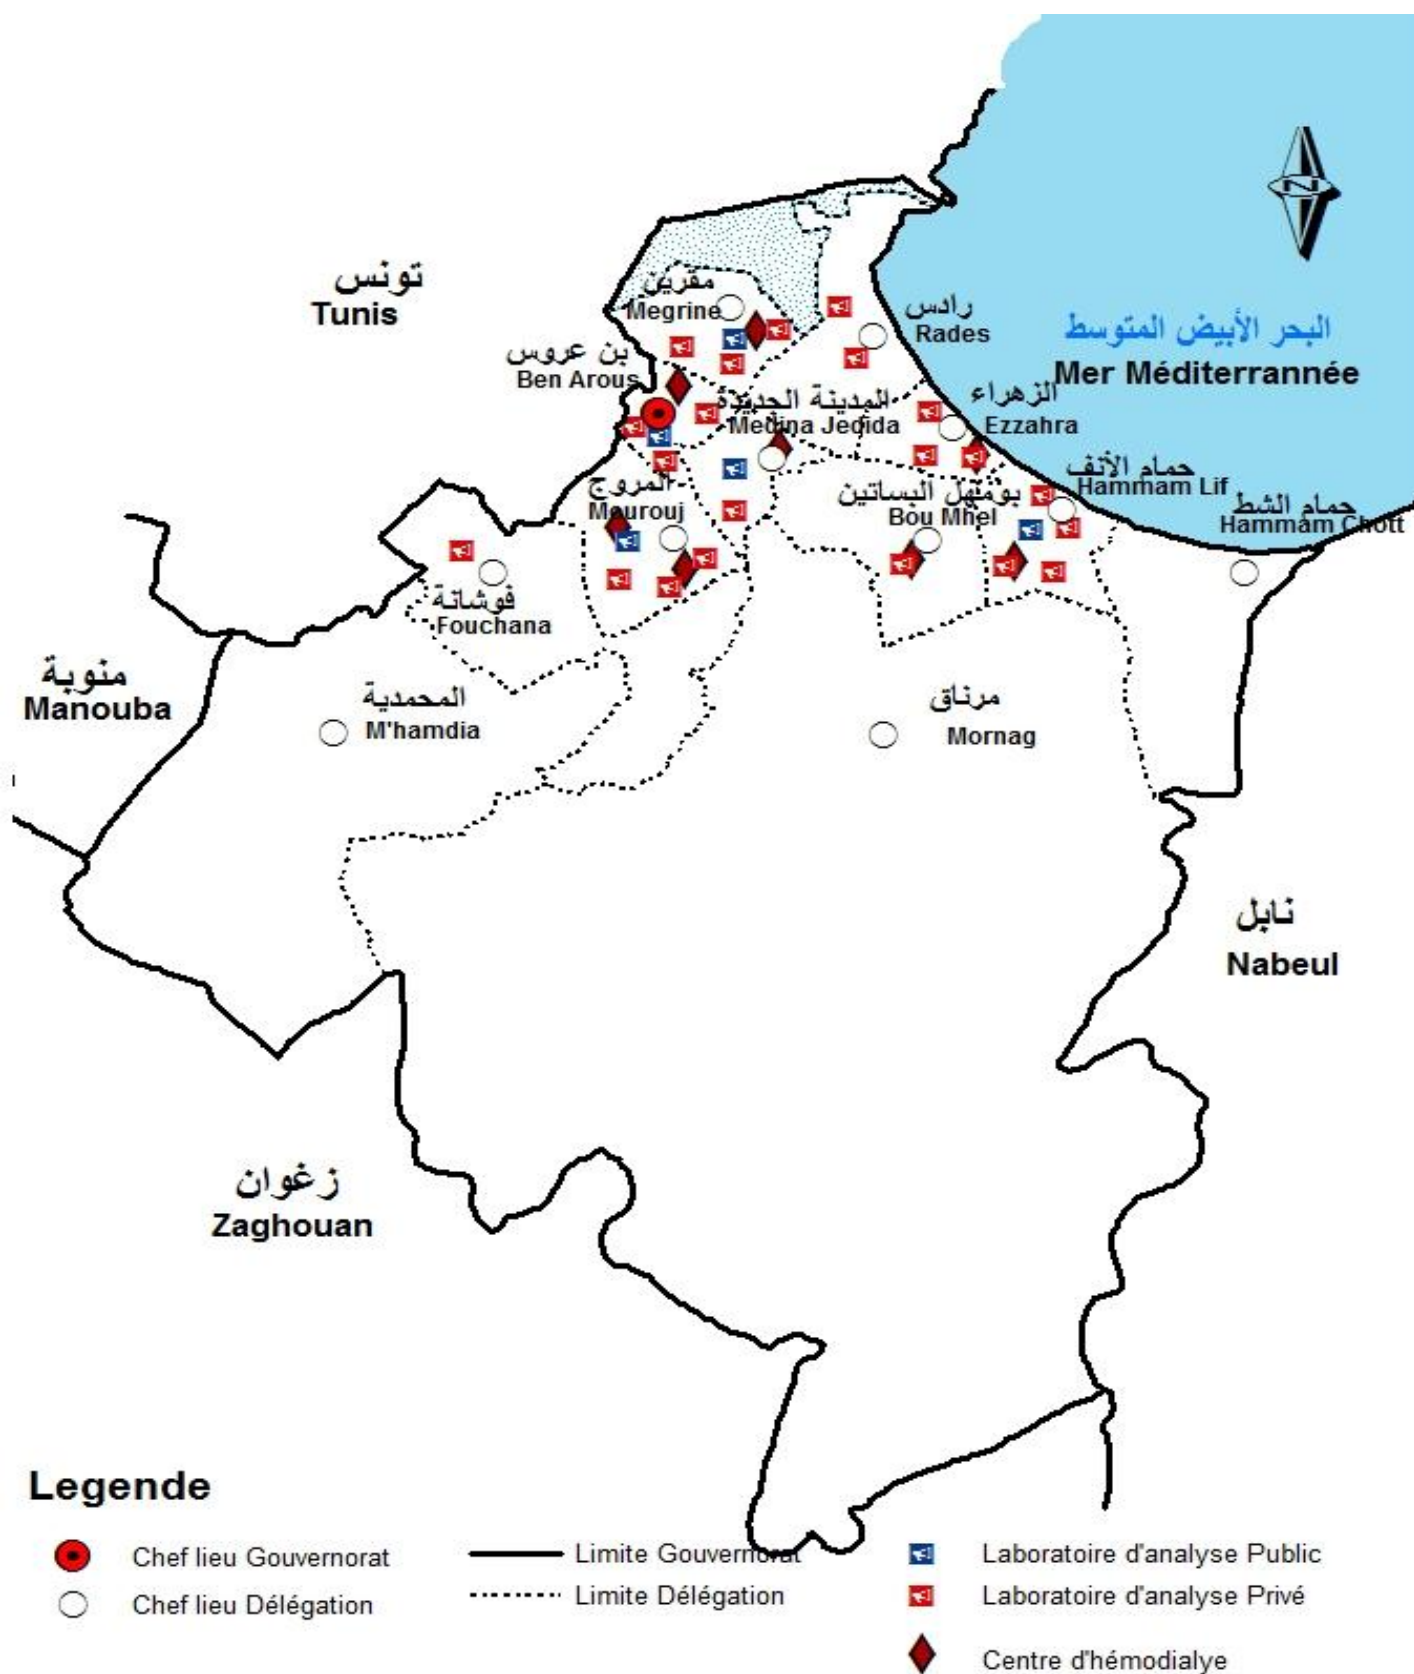 تونس
Tunis
مقرين
Megrine
بن عروس
Ben Arous
رادس
Rades
البحر الأبيض المتوسط
Mer Méditerrannée
المدينة الجديدة
Medina Jedida
الزهراء
Ezzahra
المروج
Mourouj
بومهل البساتين
Bou Mhel
حمام الأنف
Hammam Lif
حمام الشط
Hammam Chott
فوشانة
Fouchana
منوبة
Manouba
المحمدية
M'hamdia
مرناق
Mornag
نابل
Nabeul
زغوان
Zaghouan
N
Legende
Chef lieu Gouvernorat
Chef lieu Délégation
Limite Gouvernorat
Limite Délégation
Laboratoire d'analyse Public
Laboratoire d'analyse Privé
Centre d'hémodialye